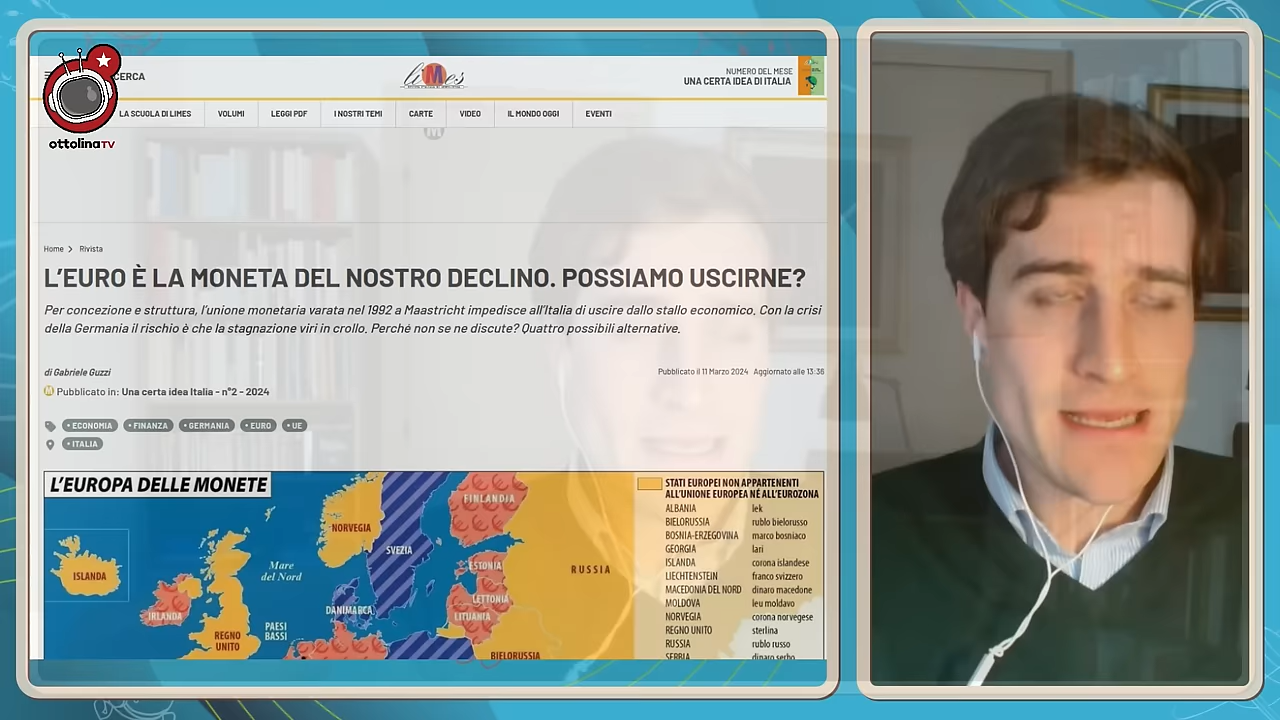 CERCA
liMes
NUMERO DEL MESE
UNA CERTA IDEA DI ITALIA
ottolinaTV
LA SCUOLA DI LIMES
VOLUMI
LEGGI PDF
I NOSTRI TEMI
CARTE
VIDEO
IL MONDO OGGI
EVENTI
Home > Rivista
L'EURO È LA MONETA DEL NOSTRO DECLINO. POSSIAMO USCIRNE?
Per concezione e struttura, l'unione monetaria varata nel 1992 a Maastricht impedisce all'Italia di uscire dallo stallo economico. Con la crisi
della Germania il rischio è che la stagnazione viri in crollo. Perché non se ne discute? Quattro possibili alternative.
di Gabriele Guzzi
Pubblicato il 11 Marzo 2024 Aggiornato alle 13:36
M Pubblicato in: Una certa idea Italia - n°2 - 2024
• ECONOMIA • FINANZA • GERMANIA • EURO • UE
• ITALIA
L'EUROPA DELLE MONETE
ISLANDA
NORVEGIA
SVEZIA
FINLANDIA
Mare
del Nord
ESTONIA
LETTONIA
LITUANIA
RUSSIA
IRLANDA
REGNO
UNITO
DANIMARCA
PAESI
BASSI
BIELORUSSIA
STATI EUROPEI NON APPARTENENTI
ALL'UNIONE EUROPEA NÉ ALL'EUROZONA
ALBANIA lek
BIELORUSSIA rublo bielorusso
BOSNIA-ERZEGOVINA marco bosniaco
GEORGIA lari
ISLANDA corona islandese
LIECHTENSTEIN franco svizzero
MACEDONIA DEL NORD dinaro macedone
MOLDOVA leu moldavo
NORVEGIA corona norvegese
REGNO UNITO sterlina
RUSSIA rublo russo
SERBIA dinaro serbo